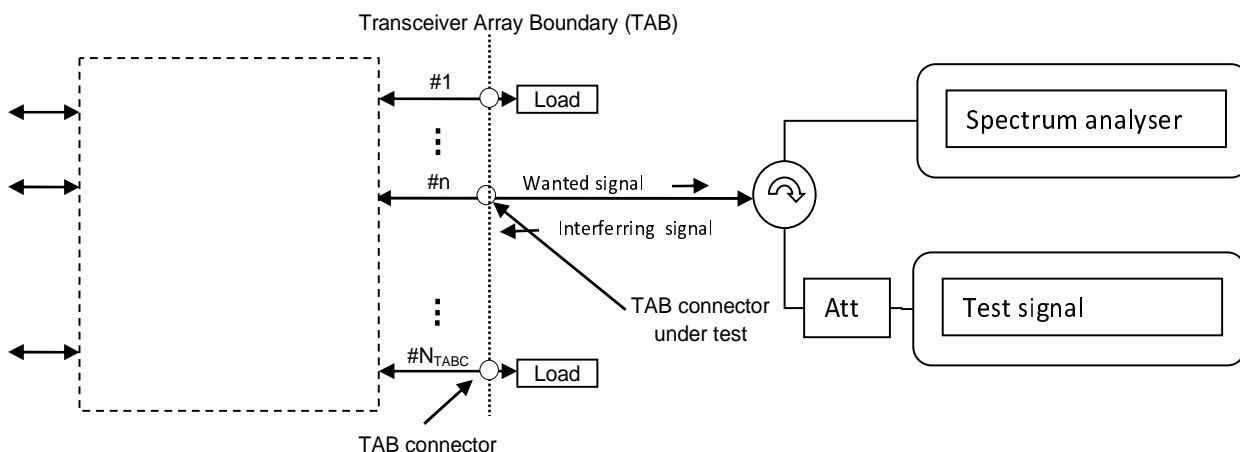 Transceiver Array Boundary (TAB)
#1
Load
Spectrum analyser
#n
Wanted signal
Interferring signal
TAB connector
under test
Att
Test signal
#NTABC
Load
TAB connector